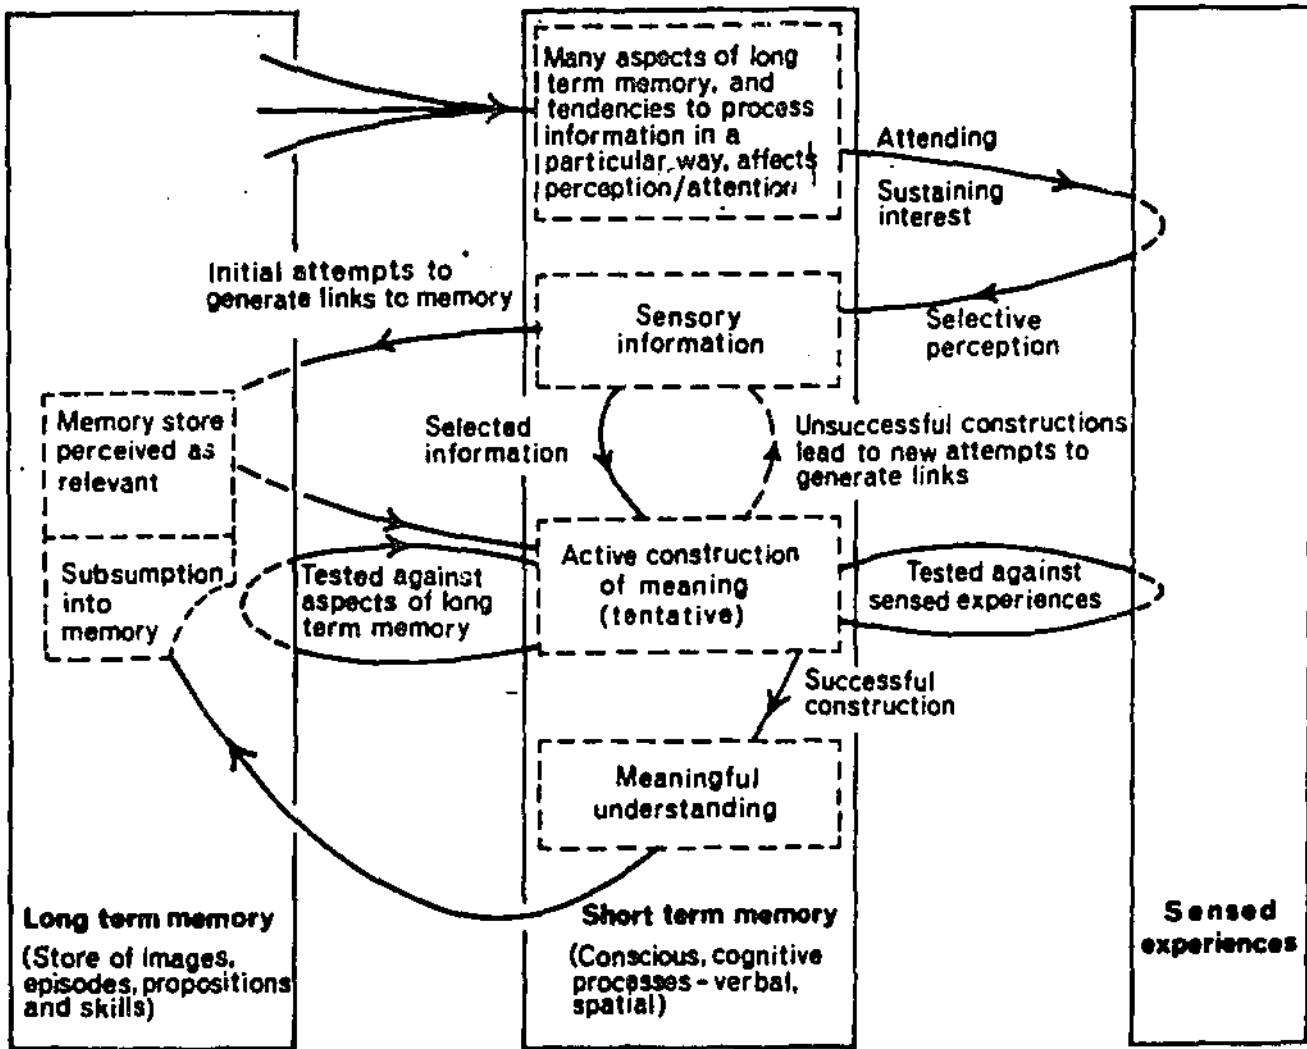 Many aspects of long
term memory, and
tendencies to process
information in a
particular way, affects
perception/attention
Attending
Sustaining
interest
Selective
perception
Initial attempts to
generate links to memory
Sensory
information
Memory store
perceived as
relevant
Selected
information
Unsuccessful constructions
lead to new attempts to
generate links
Subsumption
into
memory
Tested against
aspects of long
term memory
Active construction
of meaning
(tentative)
Tested against
sensed experiences
Successful
construction
Meaningful
understanding
Long term memory
(Store of images,
episodes, propositions
and skills)
Short term memory
(Conscious, cognitive
processes - verbal,
spatial)
Sensed
experiences